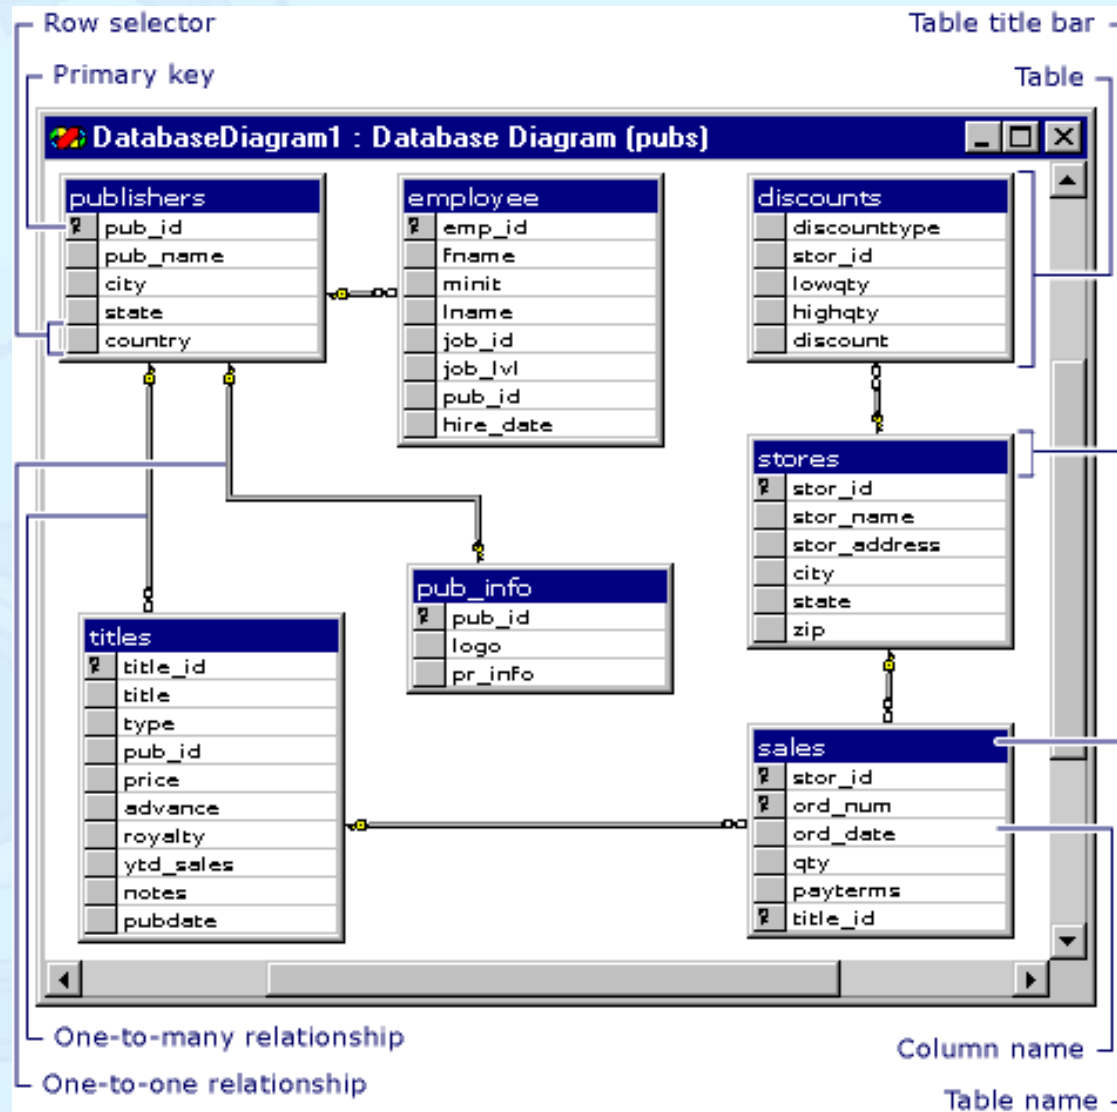 Row selector
Table title bar
Primary key
Table
DatabaseDiagram1 : Database Diagram (pubs)
publishers
pub_id
pub_name
city
state
country
employee
emp_id
fname
minit
lname
job_id
job_lvl
pub_id
hire_date
discounts
discounttype
stor_id
lowqty
highqty
discount
stores
stor_id
stor_name
stor_address
city
state
zip
pub_info
pub_id
logo
pr_info
titles
title_id
title
type
pub_id
price
advance
royalty
ytd_sales
notes
pubdate
sales
stor_id
ord_num
ord_date
qty
payterms
title_id
One-to-many relationship
Column name
One-to-one relationship
Table name